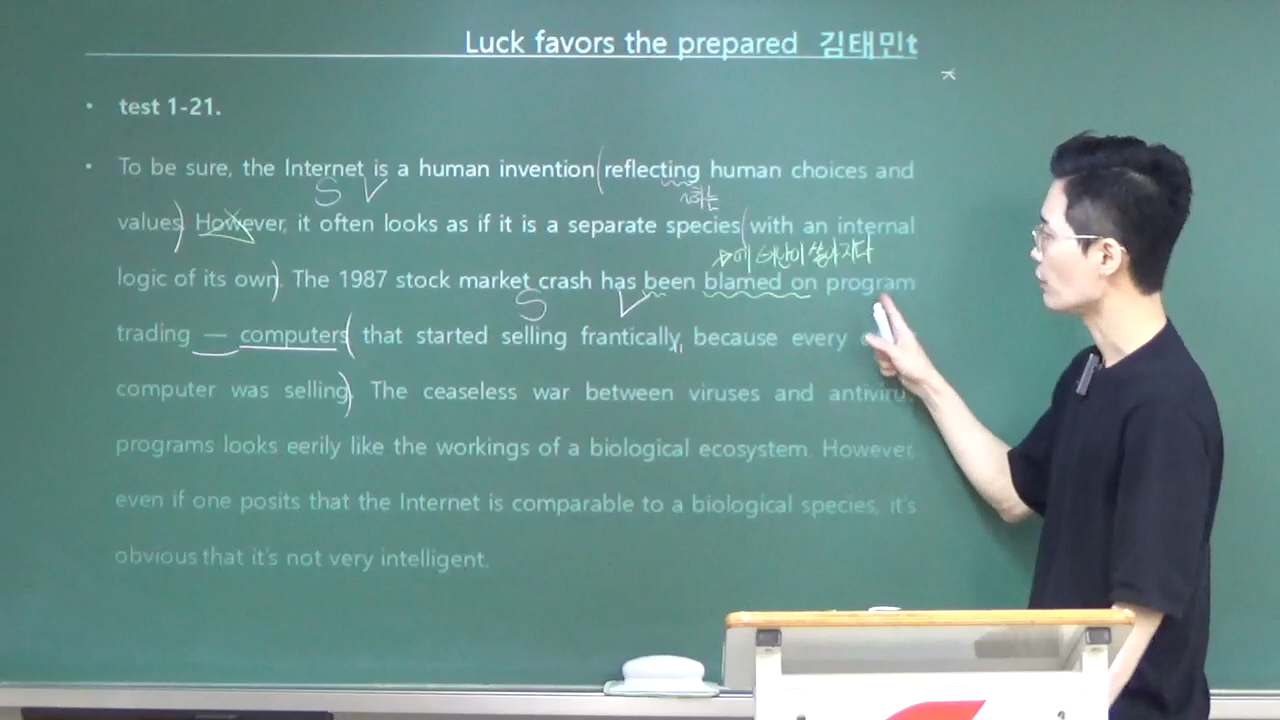 Luck favors the prepared 김태민t
ㅈ
• test 1-21.
• To be sure, the Internet is a human invention reflecting human choices and
S V ~하는
values. However, it often looks as if it is a separate species with an internal
▷에 비난이 쏟아지다
logic of its own. The 1987 stock market crash has been blamed on program
S V
trading — computers that started selling frantically, because every
computer was selling. The ceaseless war between viruses and antivirus
programs looks eerily like the workings of a biological ecosystem. However,
even if one posits that the Internet is comparable to a biological species, it's
obvious that it's not very intelligent.